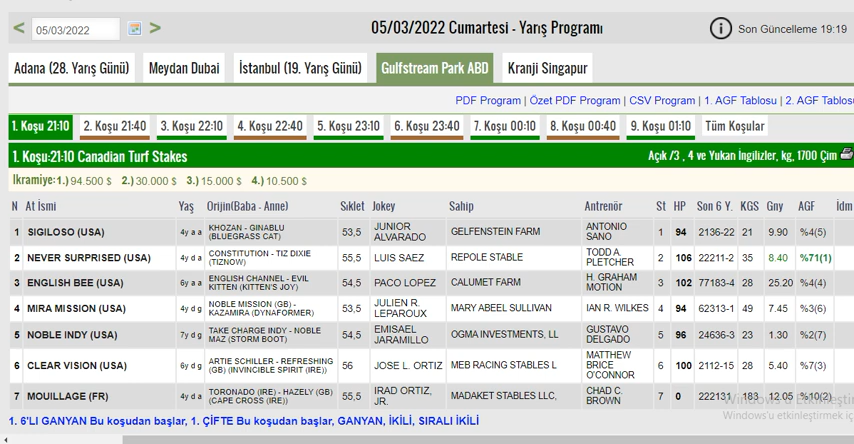 < 05/03/2022 >
05/03/2022 Cumartesi - Yarış Programı
Son Güncelleme 19:19
Adana (28. Yarış Günü) Meydan Dubai İstanbul (19. Yarış Günü) Gulfstream Park ABD Kranji Singapur
PDF Program | Özet PDF Program | CSV Program | 1. AGF Tablosu | 2. AGF Tablosu
1. Koşu 21:10 2. Koşu 21:40 3. Koşu 22:10 4. Koşu 22:40 5. Koşu 23:10 6. Koşu 23:40 7. Koşu 00:10 8. Koşu 00:40 9. Koşu 01:10 Tüm Koşular
1. Koşu:21:10 Canadian Turf Stakes Açık /3 , 4 ve Yukarı İngilizler, kg, 1700 Çim
Ikramiye: 1.) 94.500 ₺ 2.) 30.000 ₺ 3.) 15.000 ₺ 4.) 10.500 ₺
N At İsmi Yaş Orijin(Baba - Anne) Sıklet Jokey Sahip Antrenör St HP Son 6 Y. KGS Gny AGF İdm
1 SIGILOSO (USA) 4y a a KHOZAN - GINABLU (BLUEGRASS CAT) 53,5 JUNIOR ALVARADO GELFENSTEIN FARM ANTONIO SANO 1 94 2136-22 21 9.90 %4(5)
2 NEVER SURPRISED (USA) 4y d a CONSTITUTION - TIZ DIXIE (TIZNOW) 55,5 LUIS SAEZ REPOLE STABLE TODD A. PLETCHER 2 106 22211-2 35 8.40 %71(1)
3 ENGLISH BEE (USA) 6y a a ENGLISH CHANNEL - EVIL KITTEN (KITTEN'S JOY) 54,5 PACO LOPEZ CALUMET FARM H. GRAHAM MOTION 3 102 77183-4 28 25.20 %4(4)
4 MIRA MISSION (USA) 4y d g NOBLE MISSION (GB) - KAZAMIRA (DYNAFORMER) 53,5 JULIEN R. LEPAROUX MARY ABEEL SULLIVAN IAN R. WILKES 4 94 62313-1 49 7.45 %3(6)
5 NOBLE INDY (USA) 7y d g TAKE CHARGE INDY - NOBLE MAZ (STORM BOOT) 54,5 EMISAEL JARAMILLO OGMA INVESTMENTS, LL GUSTAVO DELGADO 5 96 24636-3 23 1.30 %2(7)
6 CLEAR VISION (USA) 6y d g ARTIE SCHILLER - REFRESHING (GB) (INVINCIBLE SPIRIT (IRE)) 56 JOSE L. ORTIZ MEB RACING STABLES L MATTHEW BRICE O'CONNOR 6 100 2112-15 28 5.40 %7(3)
7 MOUILLAGE (FR) 4y d a TORONADO (IRE) - HAZELY (GB) (CAPE CROSS (IRE)) 55,5 IRAD ORTIZ, JR. MADAKET STABLES LLC, CHAD C. BROWN 7 0 222131 183 12.05 %10(2)
Windows'u Etkinleştir
Windows'u etkinleştirmek iç
1. 6'LI GANYAN Bu koşudan başlar, 1. ÇİFTE Bu koşudan başlar, GANYAN, İKİLİ, SIRALI İKİLİ